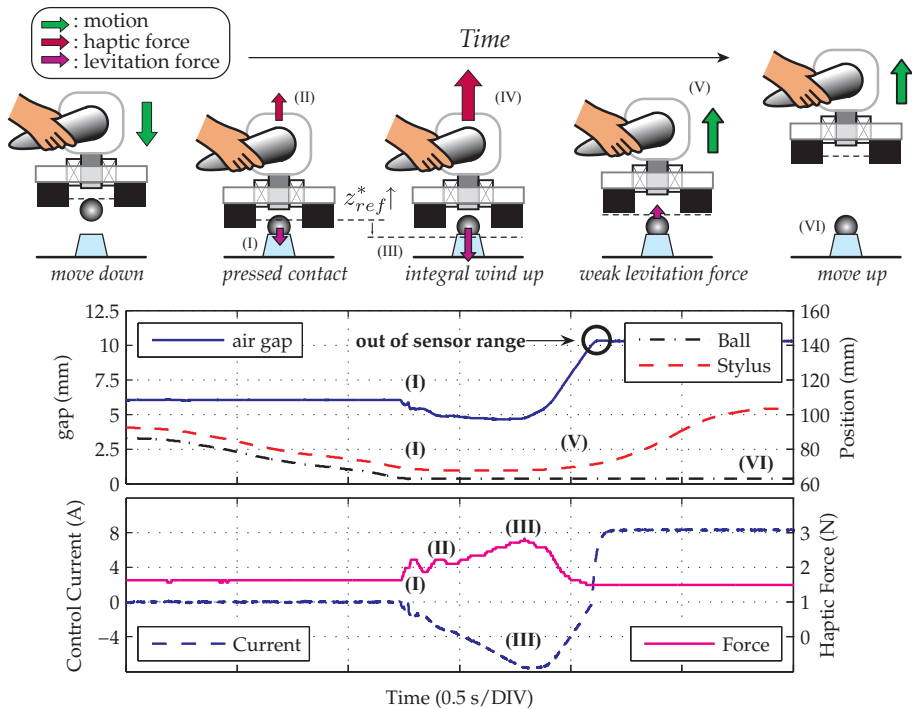 : motion
: haptic force
: levitation force
Time
(II)
(IV)
(V)
z*ref↑
(I)
(III)
(VI)
move down
pressed contact
integral wind up
weak levitation force
move up
12.5
10
7.5
5
2.5
0
gap (mm)
air gap
out of sensor range
Ball
Stylus
(I)
(I)
(V)
(VI)
160
140
120
100
80
60
Position (mm)
8
4
0
−4
Control Current (A)
(I)
(II)
(III)
(III)
Current
Force
3
2
1
0
Haptic Force (N)
Time (0.5 s/DIV)